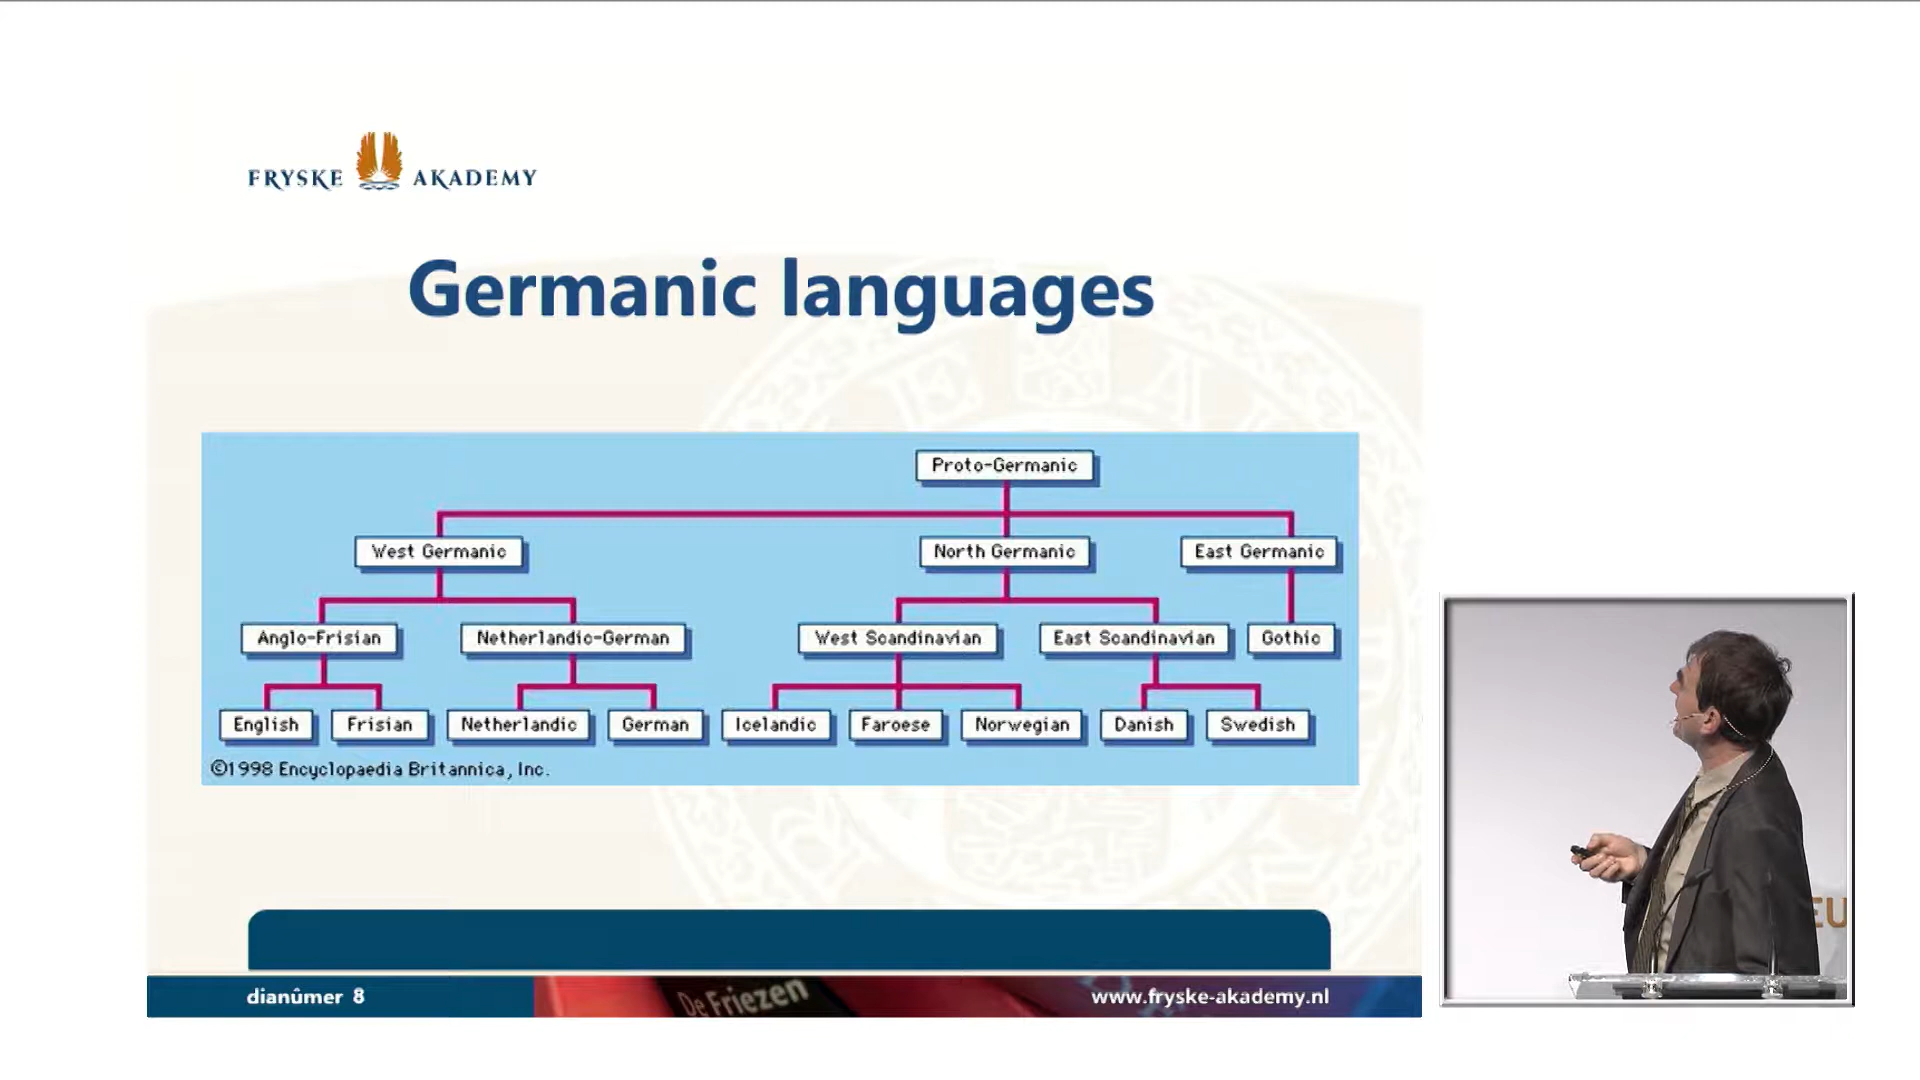 FRYSKE AKADEMY
Germanic languages
Proto-Germanic
West Germanic
North Germanic
East Germanic
Anglo-Frisian
Netherlandic-German
West Scandinavian
East Scandinavian
Gothic
English
Frisian
Netherlandic
German
Icelandic
Faroese
Norwegian
Danish
Swedish
©1998 Encyclopaedia Britannica, Inc.
dianûmer 8
De Friezen
www.fryske-akademy.nl
EU